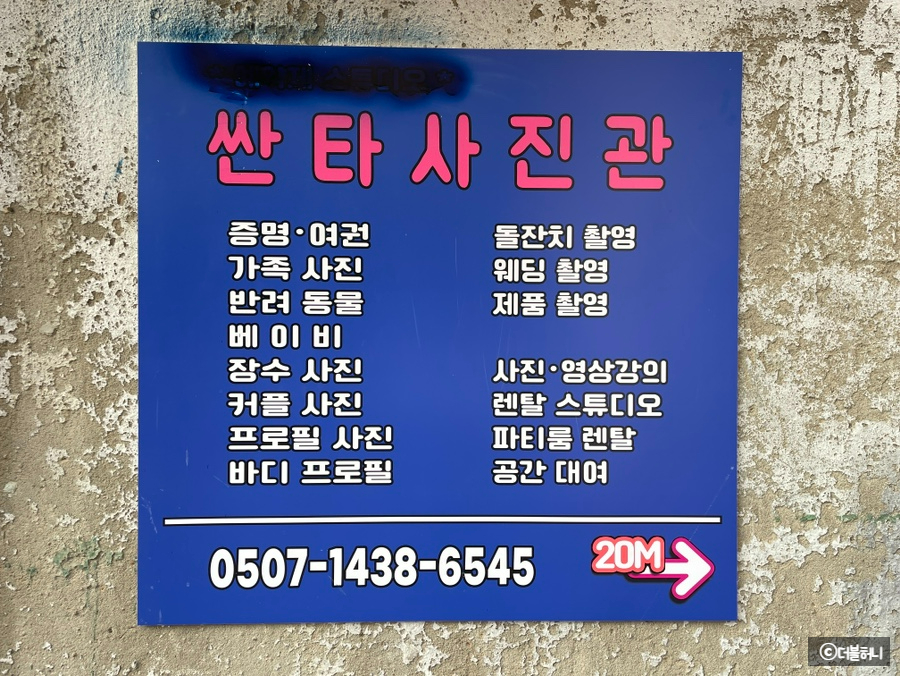 싼타사진관
증명·여권
가족 사진
반려 동물
베이비
장수 사진
커플 사진
프로필 사진
바디 프로필
돌잔치 촬영
웨딩 촬영
제품 촬영
사진·영상강의
렌탈 스튜디오
파티룸 렌탈
공간 대여
0507-1438-6545
20M
©더블허니